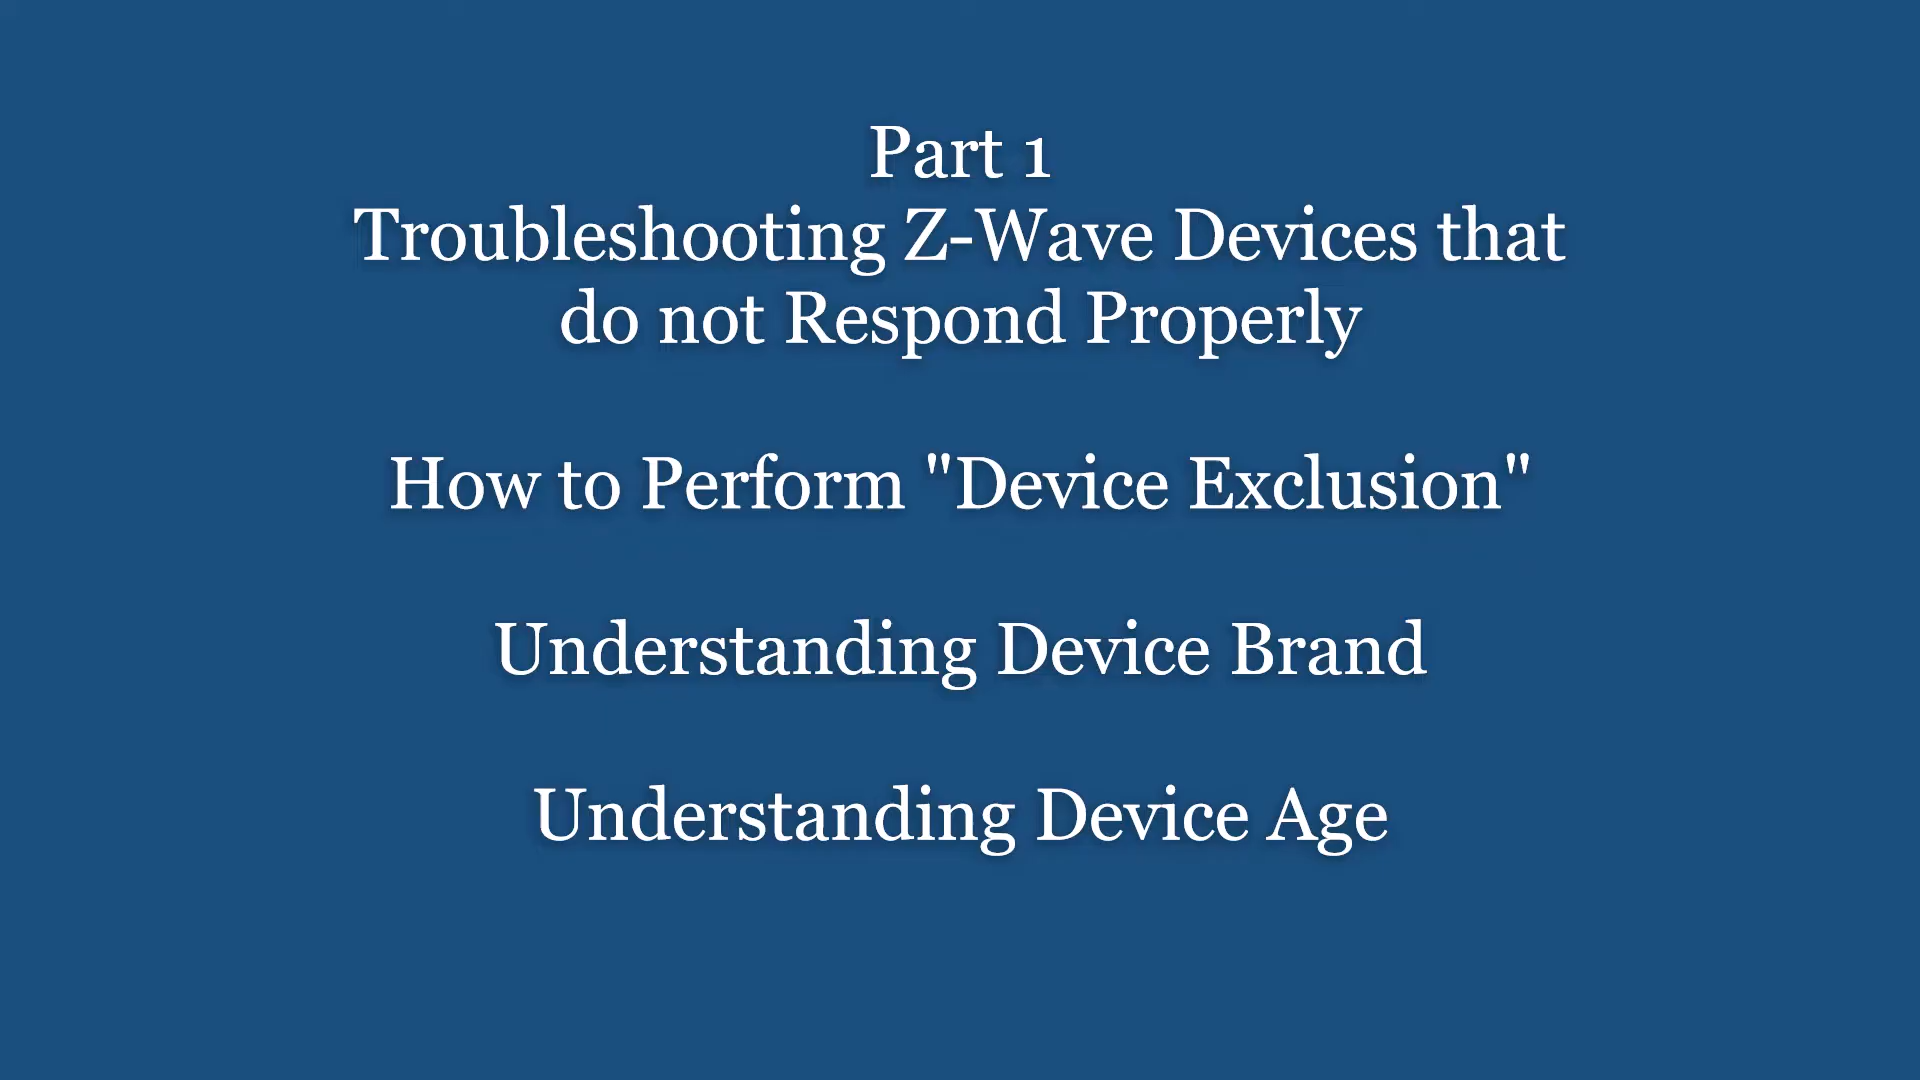 Part 1
Troubleshooting Z-Wave Devices that
do not Respond Properly
How to Perform "Device Exclusion"
Understanding Device Brand
Understanding Device Age